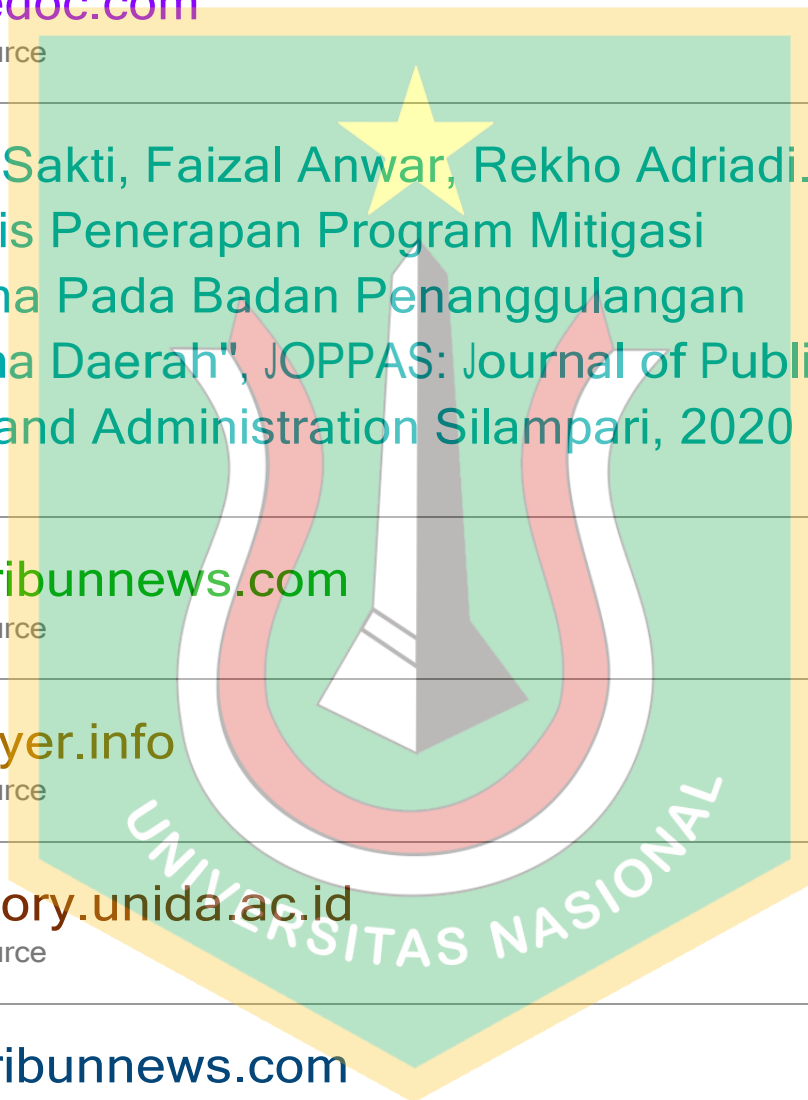 edoc.com
urce
Sakti, Faizal Anwar, Rekho Adriadi.
is Penerapan Program Mitigasi
na Pada Badan Penanggulangan
na Daerah", JOPPAS: Journal of Publi
and Administration Silampari, 2020
ribunnews.com
urce
yer.info
urce
ory.unida.ac.id
urce
UNIVERSITAS NASIONAL
ribunnews.com